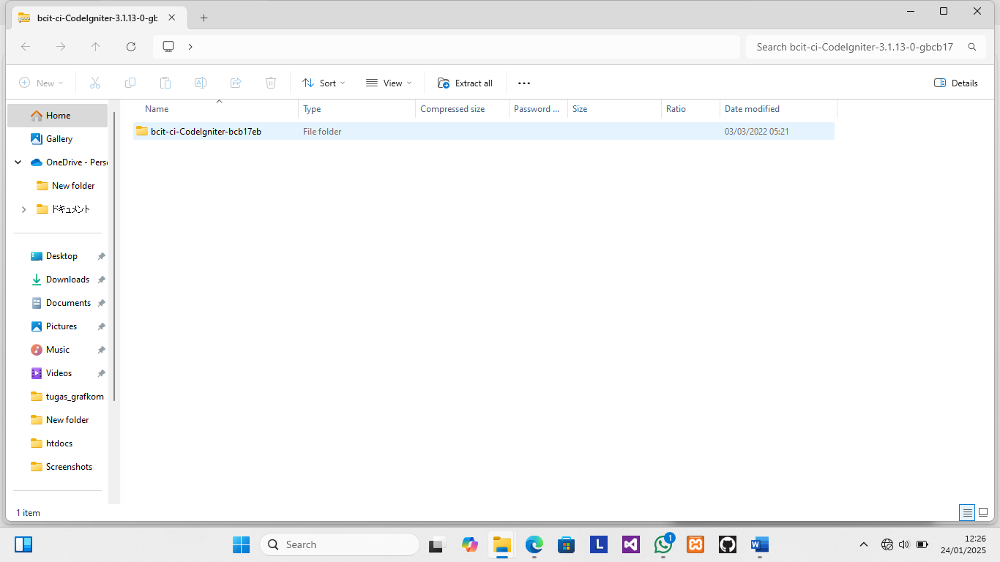 bcit-ci-CodeIgniter-3.1.13-0-gb
Search bcit-ci-CodeIgniter-3.1.13-0-gbcb17
New
Sort
View
Extract all
Details
Name Type Compressed size Password ... Size Ratio Date modified
bcit-ci-CodeIgniter-bcb17eb File folder 03/03/2022 05:21
Home
Gallery
OneDrive - Pers
New folder
ドキュメント
Desktop
Downloads
Documents
Pictures
Music
Videos
tugas_grafkom
New folder
htdocs
Screenshots
1 item
Search
L
1
W
12:26
24/01/2025